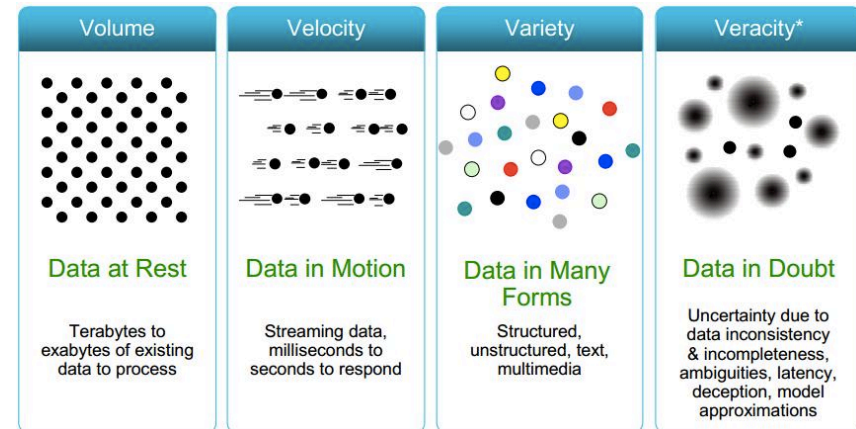 Volume
Data at Rest
Terabytes to
exabytes of existing
data to process
Velocity
Data in Motion
Streaming data,
milliseconds to
seconds to respond
Variety
Data in Many
Forms
Structured,
unstructured, text,
multimedia
Veracity*
Data in Doubt
Uncertainty due to
data inconsistency
& incompleteness,
ambiguities, latency,
deception, model
approximations